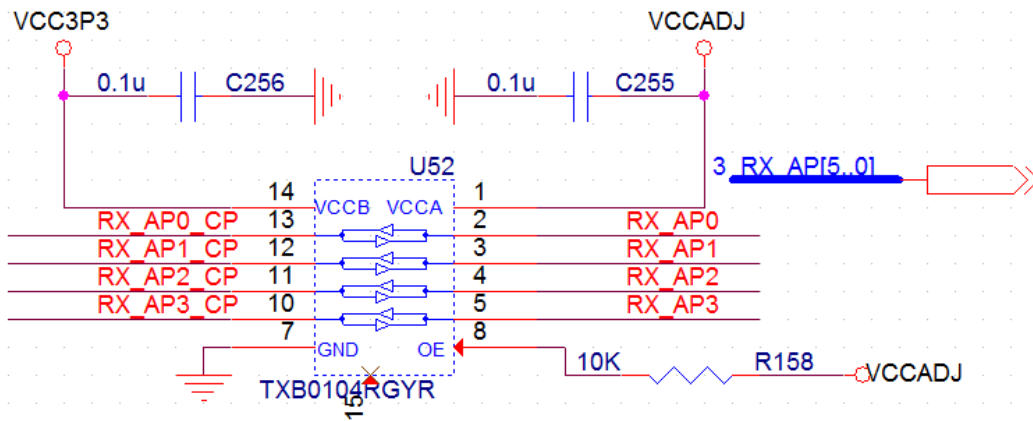 VCC3P3 VCCADJ
0.1u C256 0.1u C255
U52 3 RX_AP[5..0]
14 VCCB VCCA 1
RX_AP0_CP 13 2 RX_AP0
RX_AP1_CP 12 3 RX_AP1
RX_AP2_CP 11 4 RX_AP2
RX_AP3_CP 10 5 RX_AP3
7 GND OE 8
10K R158 VCCADJ
TXB0104RGYR
15